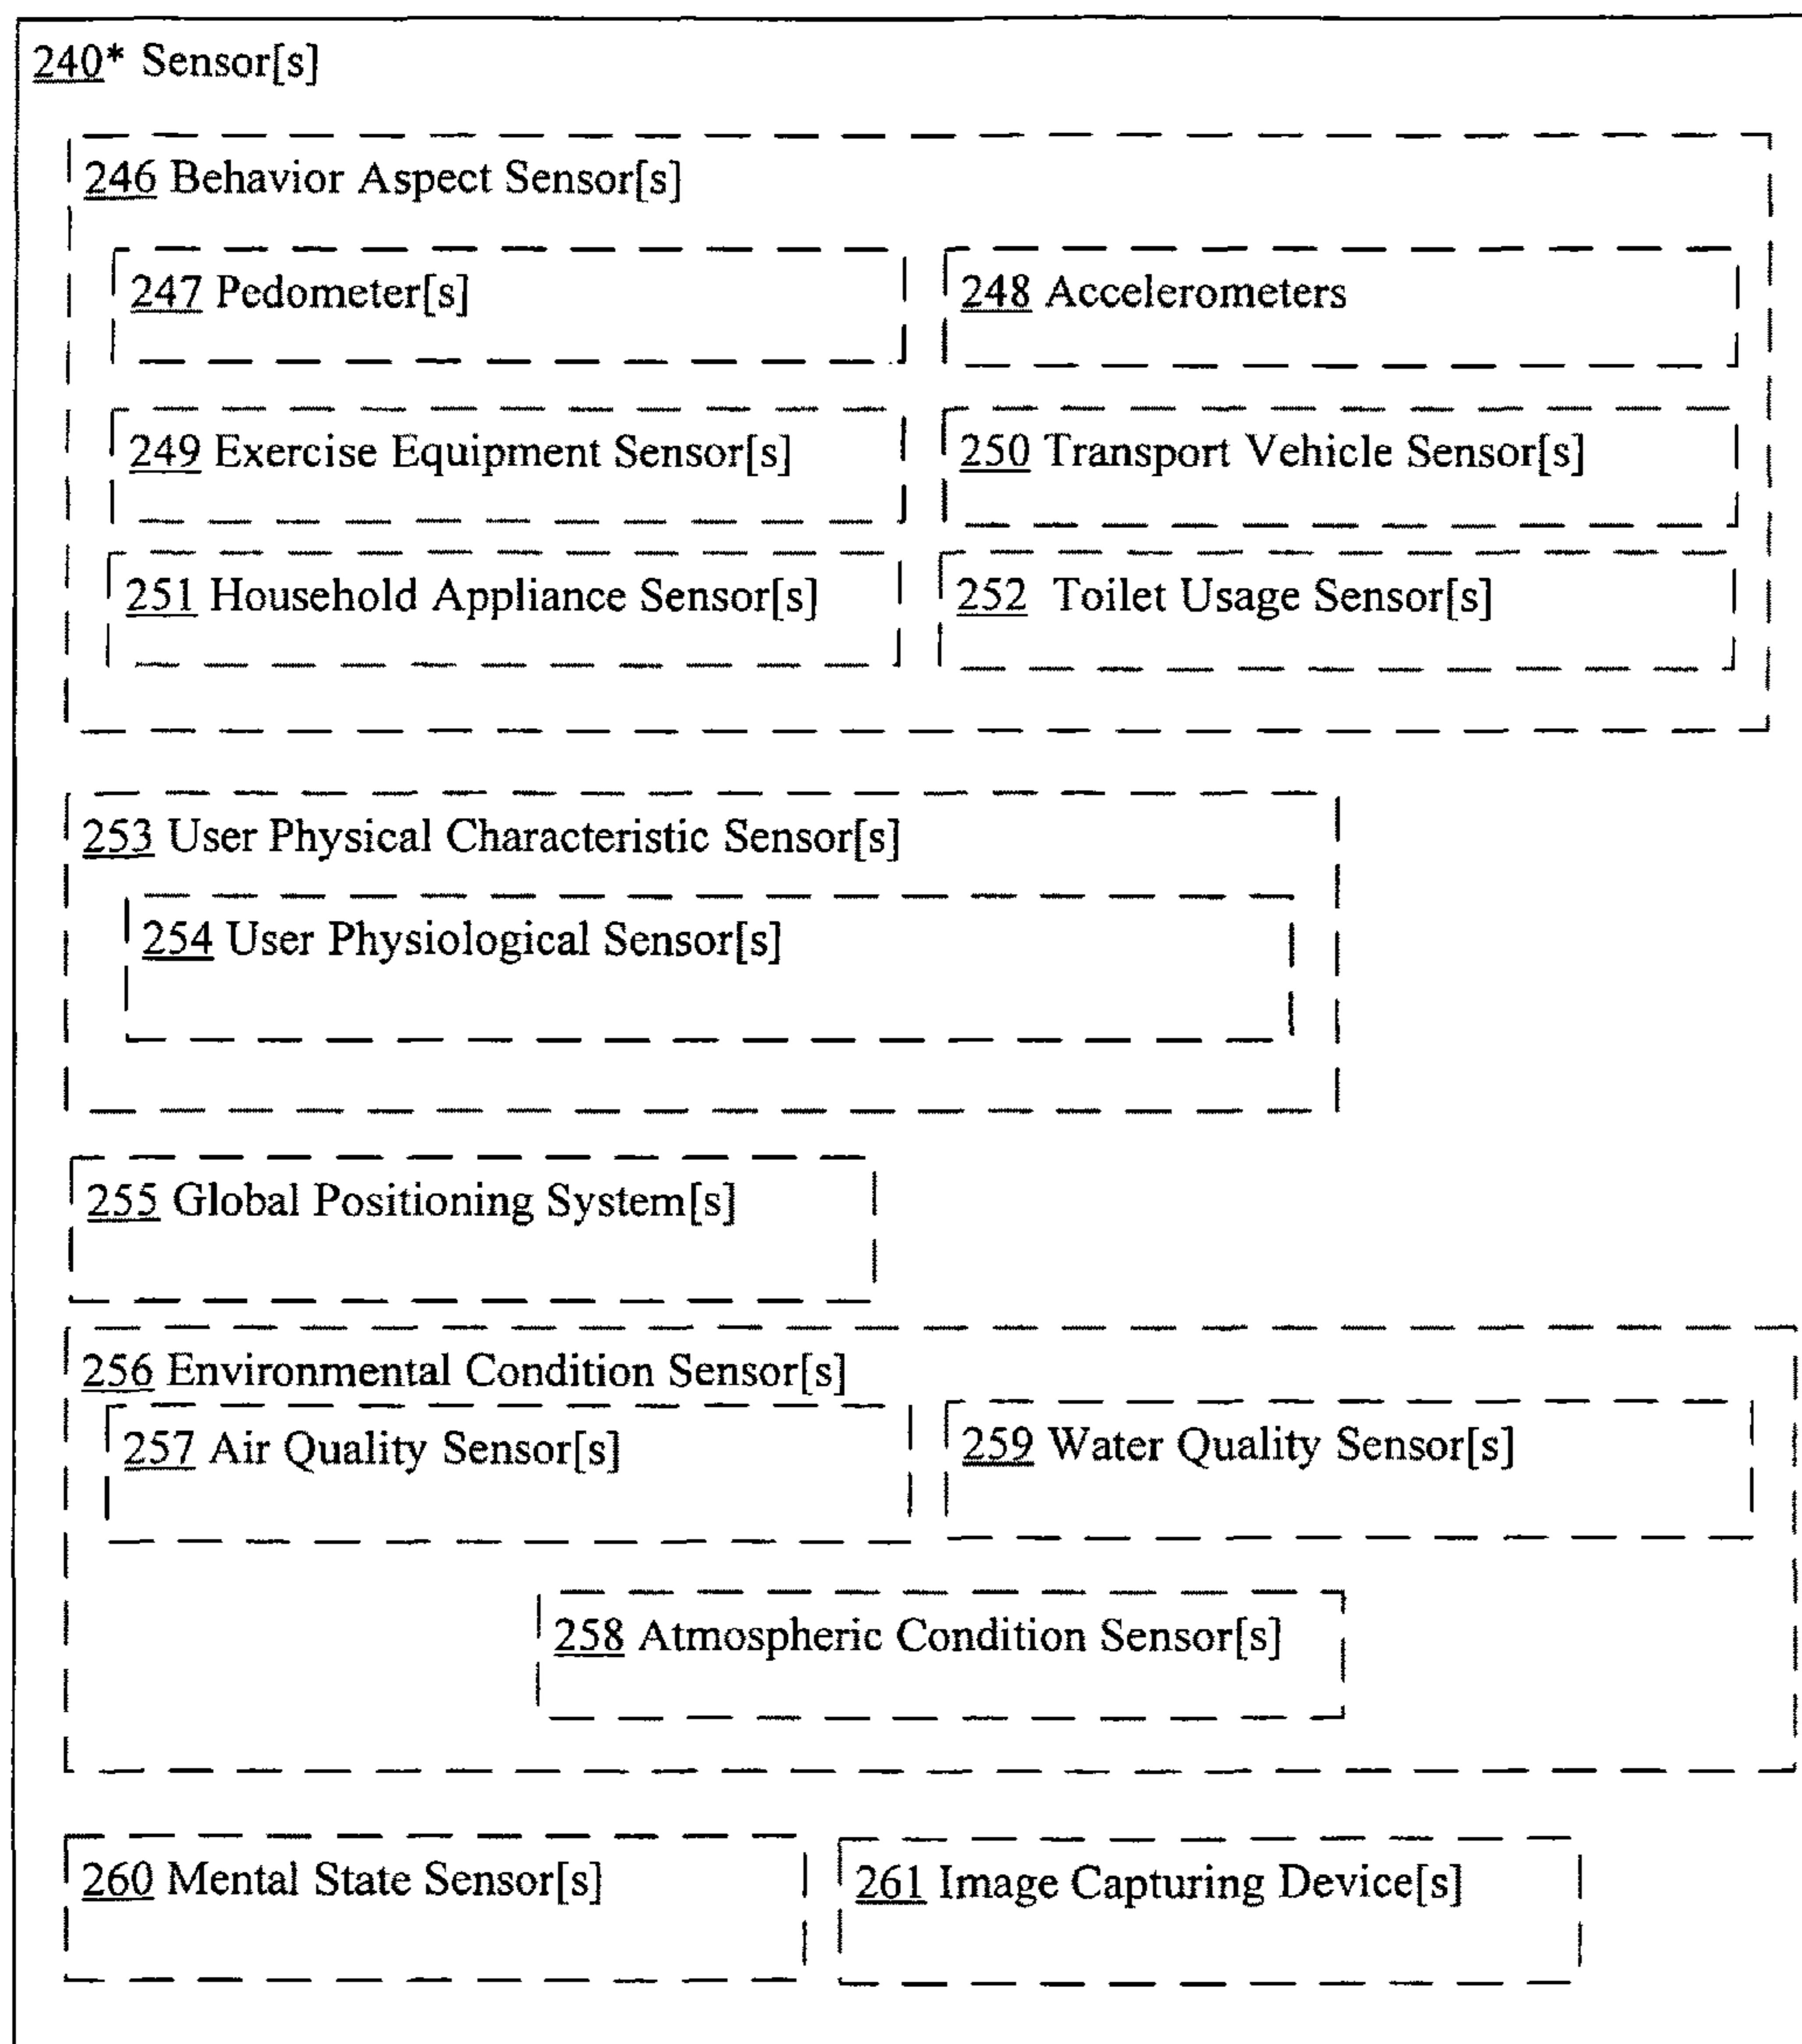 240* Sensor[s]
246 Behavior Aspect Sensor[s]
247 Pedometer[s]
248 Accelerometers
249 Exercise Equipment Sensor[s]
250 Transport Vehicle Sensor[s]
251 Household Appliance Sensor[s]
252 Toilet Usage Sensor[s]
253 User Physical Characteristic Sensor[s]
254 User Physiological Sensor[s]
255 Global Positioning System[s]
256 Environmental Condition Sensor[s]
257 Air Quality Sensor[s]
259 Water Quality Sensor[s]
258 Atmospheric Condition Sensor[s]
260 Mental State Sensor[s]
261 Image Capturing Device[s]